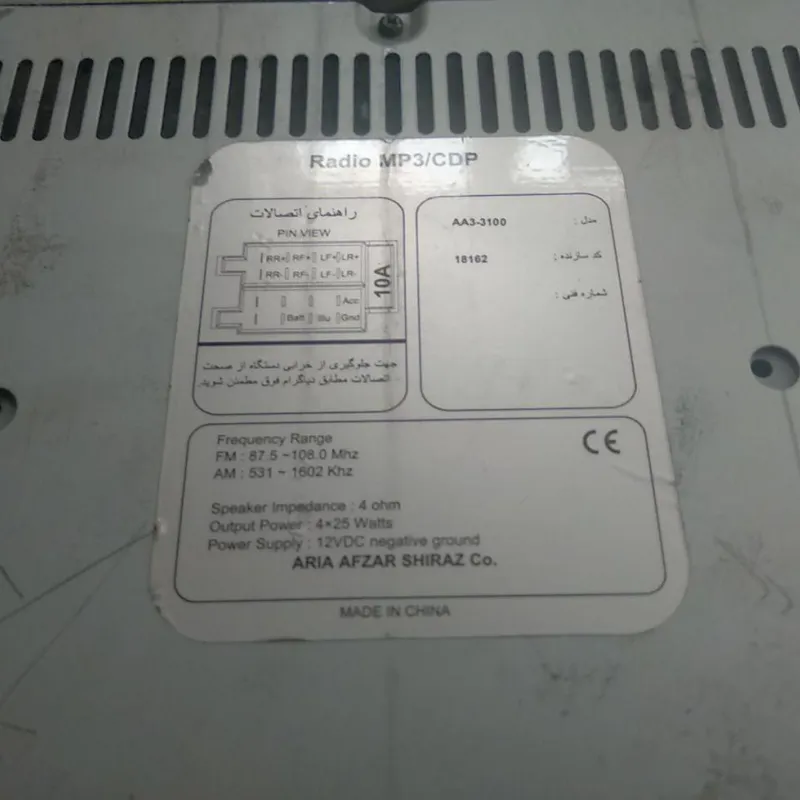 Radio MP3/CDP
راهنمای اتصالات
PIN VIEW
RR+ RF+ LF+ LR+
RR- RF- LF- LR-
10A
Acc
Batt Illu Gnd
جهت جلوگیری از خرابی دستگاه از صحت
اتصالات مطابق دیاگرام فوق مطمئن شوید.
مدل : AA3-3100
کد سازنده : 18162
شماره فنی :
Frequency Range
FM : 87.5 ~108.0 Mhz
AM : 531 ~ 1602 Khz
CE
Speaker Impedance : 4 ohm
Output Power : 4×25 Watts
Power Supply : 12VDC negative ground
ARIA AFZAR SHIRAZ Co.
MADE IN CHINA